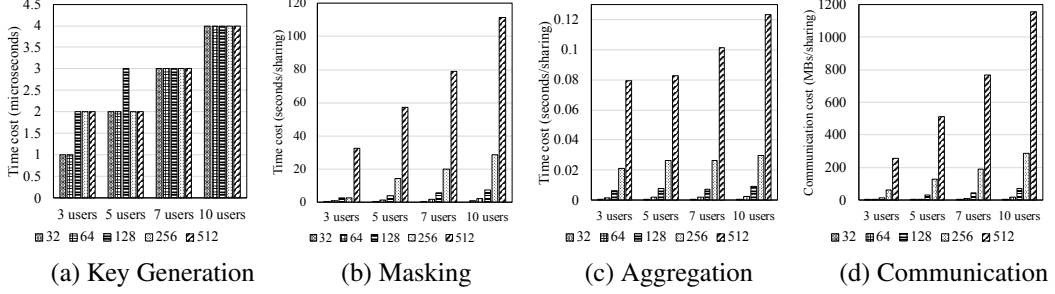 Time cost (microseconds)
4.5
4
3.5
3
2.5
2
1.5
1
0.5
0
3 users 5 users 7 users 10 users
32 64 128 256 512
(a) Key Generation
Time cost (seconds/sharing)
120
100
80
60
40
20
0
3 users 5 users 7 users 10 users
32 64 128 256 512
(b) Masking
Time cost (seconds/sharing)
0.12
0.1
0.08
0.06
0.04
0.02
0
3 users 5 users 7 users 10 users
32 64 128 256 512
(c) Aggregation
Communication cost (MBs/sharing)
1200
1000
800
600
400
200
0
3 users 5 users 7 users 10 users
32 64 128 256 512
(d) Communication